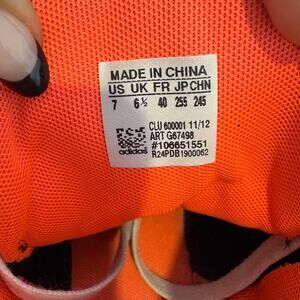 MADE IN CHINA
US UK FR JP CHN
7 6½ 40 255 245
CLU 600001 11/12
ART G67498
#106651551
adidas R24PDB1900062